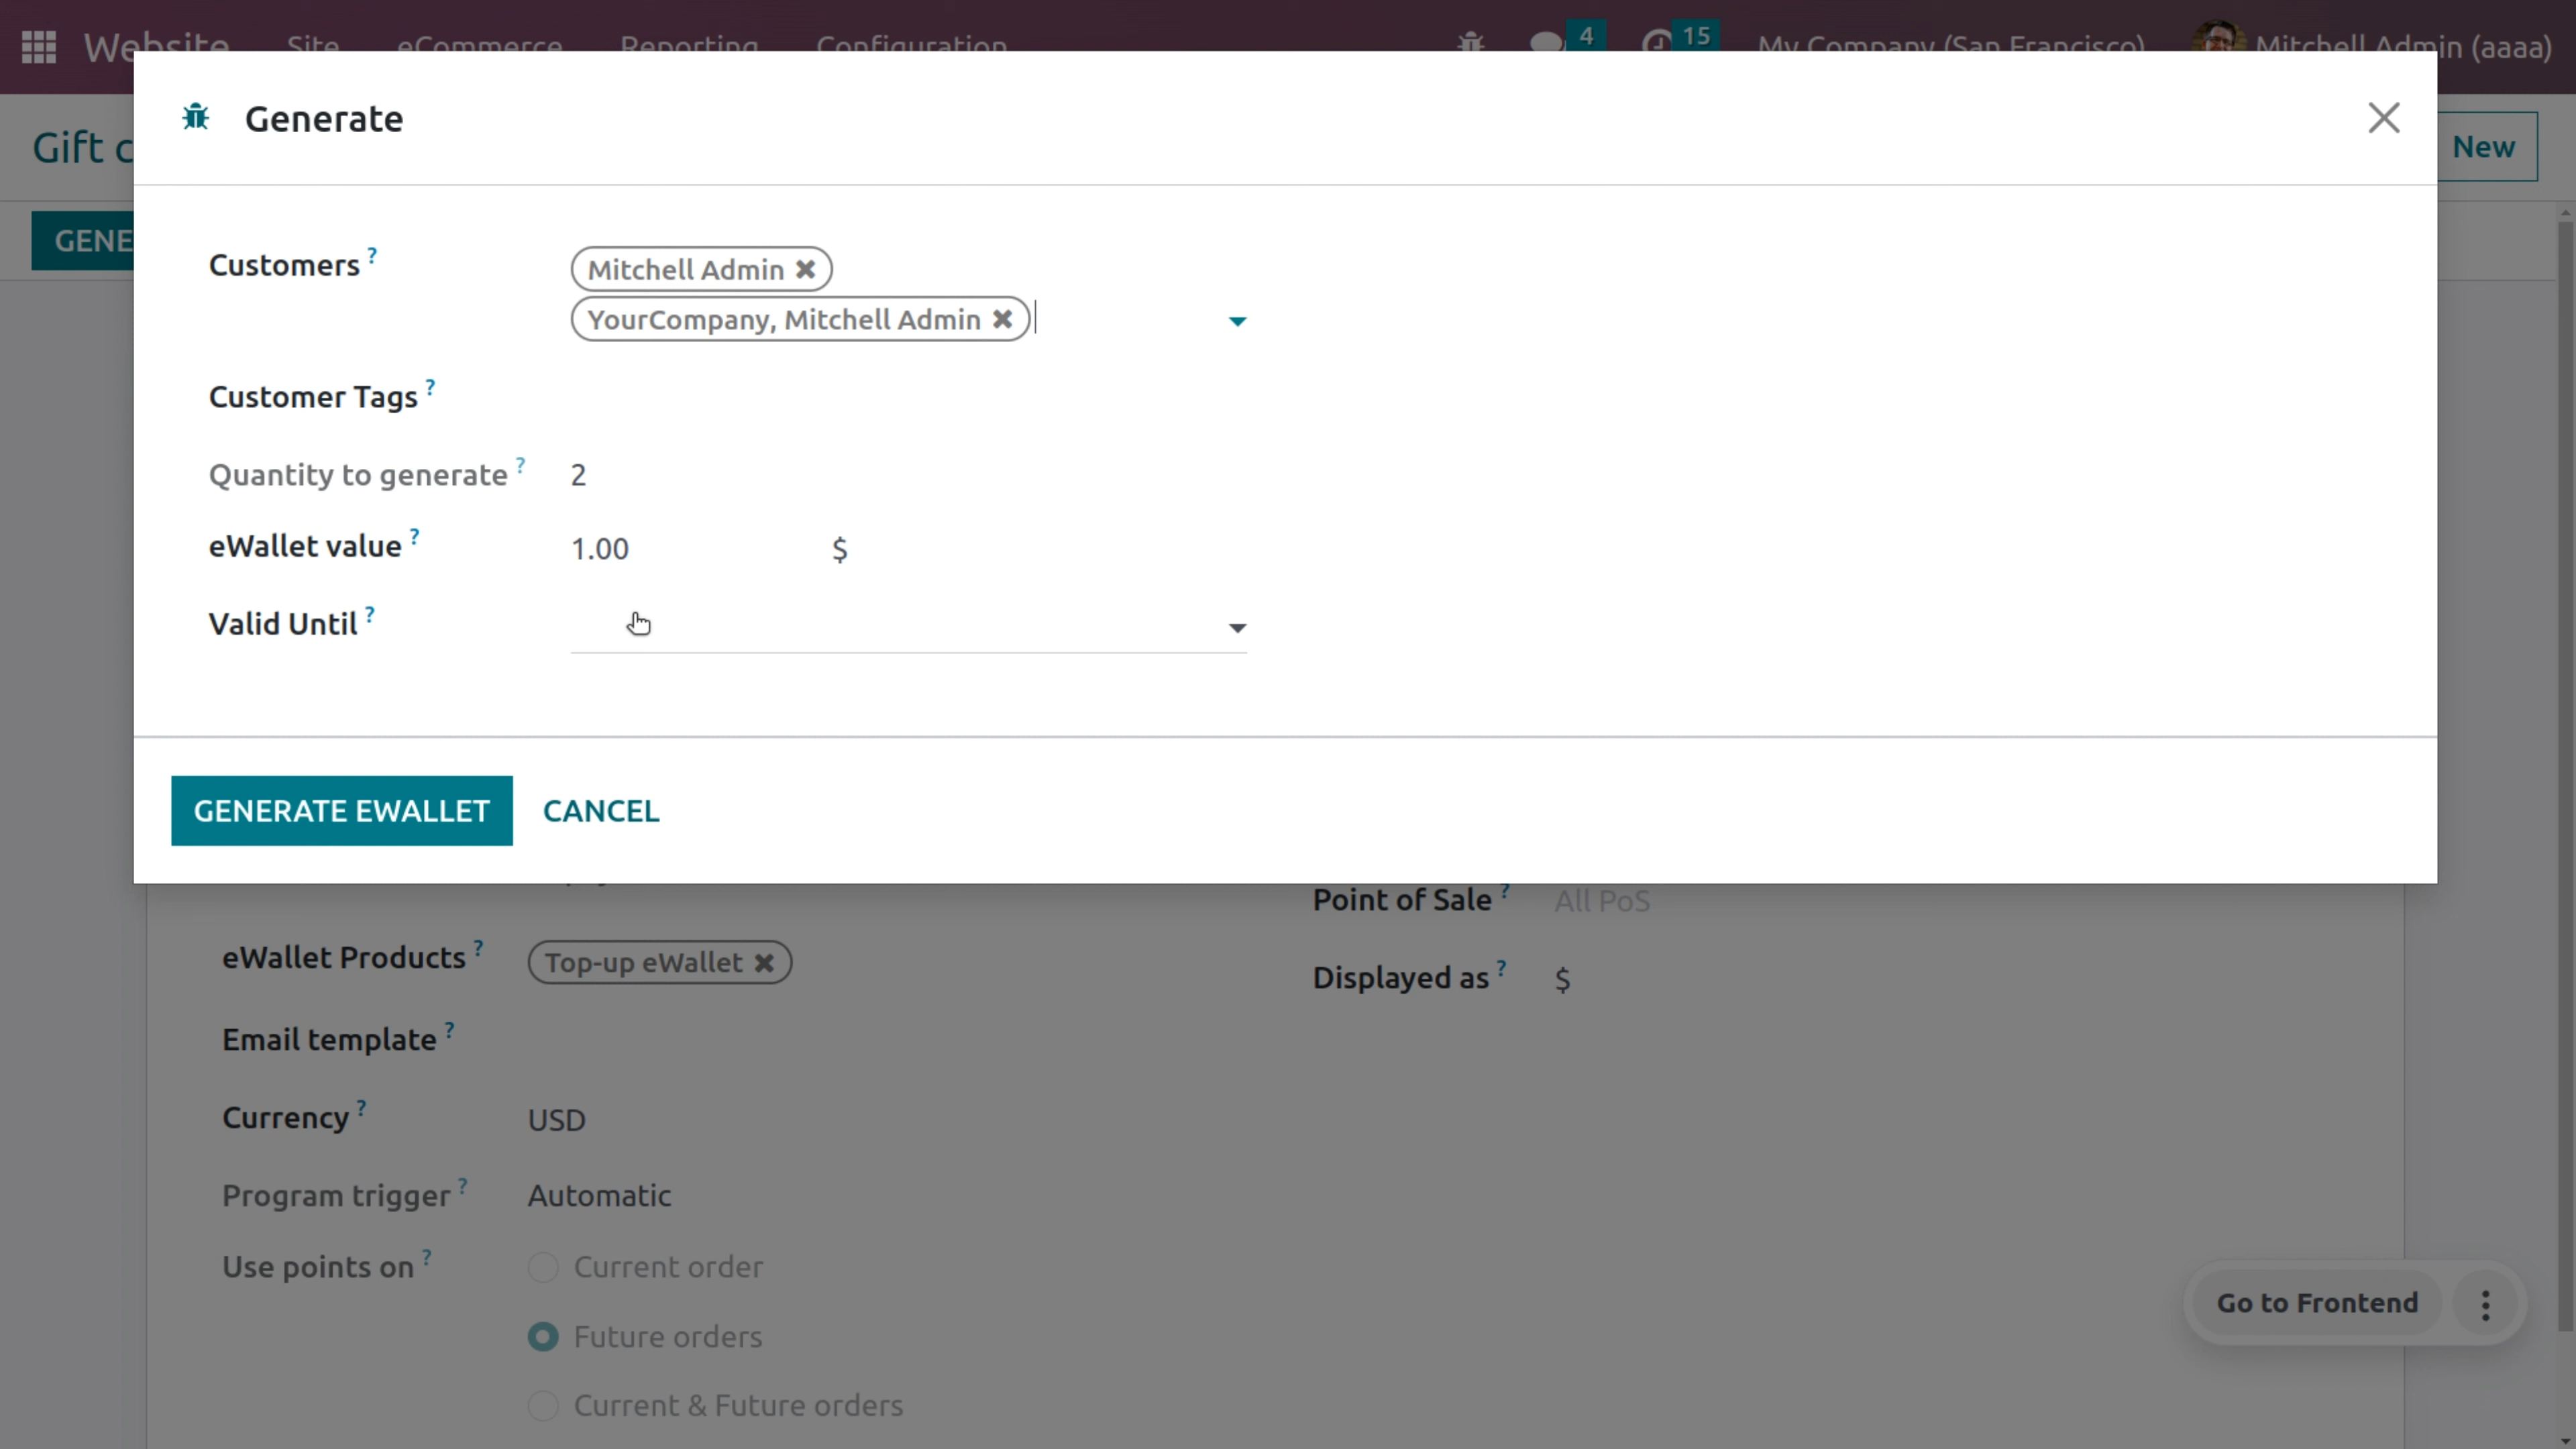 Website Site eCommerce Reporting Configuration 4 15 My Company (San Francisco) Mitchell Admin (aaaa)
Generate
Gift c
New
GENE
Customers ? Mitchell Admin ✖
YourCompany, Mitchell Admin ✖
Customer Tags ?
Quantity to generate ? 2
eWallet value ? 1.00 $
Valid Until ?
GENERATE EWALLET CANCEL
Point of Sale ? All PoS
eWallet Products ? Top-up eWallet ✖
Displayed as ? $
Email template ?
Currency ? USD
Program trigger ? Automatic
Use points on ? Current order
Go to Frontend
Future orders
Current & Future orders